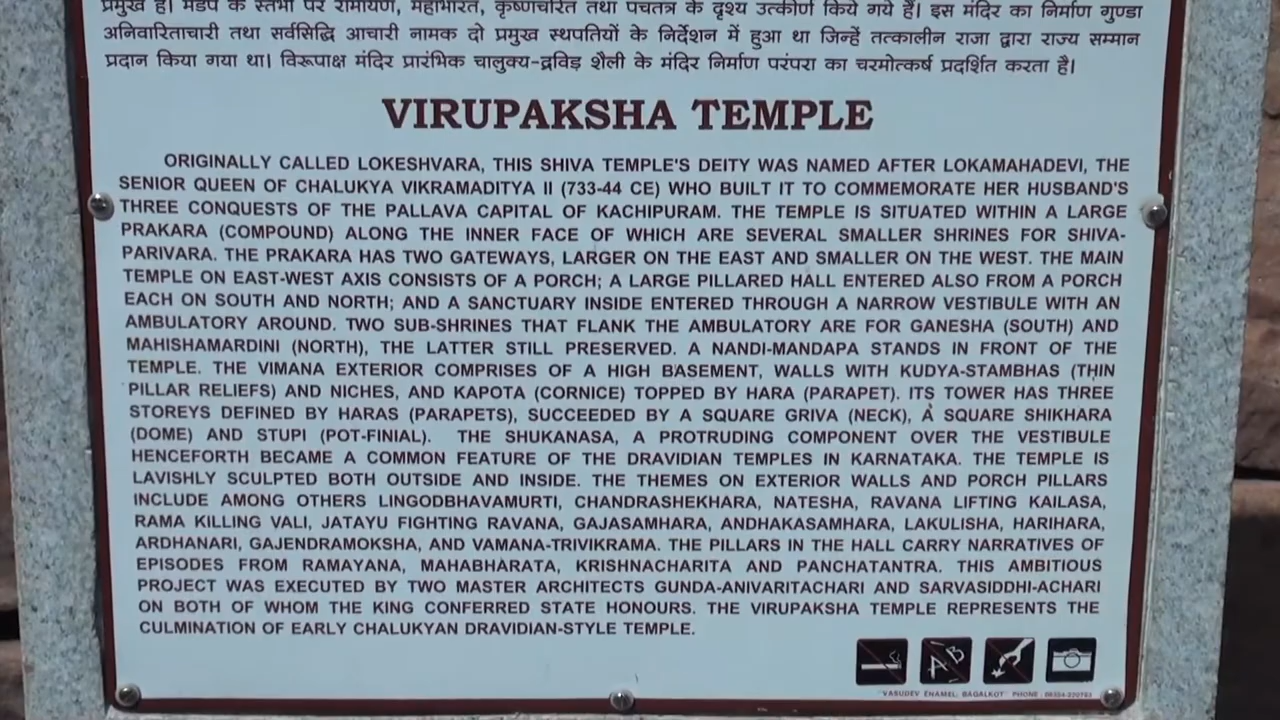 प्रमुख है। मंडप के स्तंभों पर रामायण, महाभारत, कृष्णचरित तथा पंचतंत्र के दृश्य उत्कीर्ण किये गये हैं। इस मंदिर का निर्माण गुण्डा
अनिवारिताचारी तथा सर्वसिद्धि आचारी नामक दो प्रमुख स्थपतियों के निर्देशन में हुआ था जिन्हें तत्कालीन राजा द्वारा राज्य सम्मान
प्रदान किया गया था। विरूपाक्ष मंदिर प्रारंभिक चालुक्य-द्रविड़ शैली के मंदिर निर्माण परंपरा का चरमोत्कर्ष प्रदर्शित करता है।
VIRUPAKSHA TEMPLE
ORIGINALLY CALLED LOKESHVARA, THIS SHIVA TEMPLE'S DEITY WAS NAMED AFTER LOKAMAHADEVI, THE
SENIOR QUEEN OF CHALUKYA VIKRAMADITYA II (733-44 CE) WHO BUILT IT TO COMMEMORATE HER HUSBAND'S
THREE CONQUESTS OF THE PALLAVA CAPITAL OF KACHIPURAM. THE TEMPLE IS SITUATED WITHIN A LARGE
PRAKARA (COMPOUND) ALONG THE INNER FACE OF WHICH ARE SEVERAL SMALLER SHRINES FOR SHIVA-
PARIVARA. THE PRAKARA HAS TWO GATEWAYS, LARGER ON THE EAST AND SMALLER ON THE WEST. THE MAIN
TEMPLE ON EAST-WEST AXIS CONSISTS OF A PORCH; A LARGE PILLARED HALL ENTERED ALSO FROM A PORCH
EACH ON SOUTH AND NORTH; AND A SANCTUARY INSIDE ENTERED THROUGH A NARROW VESTIBULE WITH AN
AMBULATORY AROUND. TWO SUB-SHRINES THAT FLANK THE AMBULATORY ARE FOR GANESHA (SOUTH) AND
MAHISHAMARDINI (NORTH), THE LATTER STILL PRESERVED. A NANDI-MANDAPA STANDS IN FRONT OF THE
TEMPLE. THE VIMANA EXTERIOR COMPRISES OF A HIGH BASEMENT, WALLS WITH KUDYA-STAMBHAS (THIN
PILLAR RELIEFS) AND NICHES, AND KAPOTA (CORNICE) TOPPED BY HARA (PARAPET). ITS TOWER HAS THREE
STOREYS DEFINED BY HARAS (PARAPETS), SUCCEEDED BY A SQUARE GRIVA (NECK), A SQUARE SHIKHARA
(DOME) AND STUPI (POT-FINIAL). THE SHUKANASA, A PROTRUDING COMPONENT OVER THE VESTIBULE
HENCEFORTH BECAME A COMMON FEATURE OF THE DRAVIDIAN TEMPLES IN KARNATAKA. THE TEMPLE IS
LAVISHLY SCULPTED BOTH OUTSIDE AND INSIDE. THE THEMES ON EXTERIOR WALLS AND PORCH PILLARS
INCLUDE AMONG OTHERS LINGODBHAVAMURTI, CHANDRASHEKHARA, NATESHA, RAVANA LIFTING KAILASA,
RAMA KILLING VALI, JATAYU FIGHTING RAVANA, GAJASAMHARA, ANDHAKASAMHARA, LAKULISHA, HARIHARA,
ARDHANARI, GAJENDRAMOKSHA, AND VAMANA-TRIVIKRAMA. THE PILLARS IN THE HALL CARRY NARRATIVES OF
EPISODES FROM RAMAYANA, MAHABHARATA, KRISHNACHARITA AND PANCHATANTRA. THIS AMBITIOUS
PROJECT WAS EXECUTED BY TWO MASTER ARCHITECTS GUNDA-ANIVARITACHARI AND SARVASIDDHI-ACHARI
ON BOTH OF WHOM THE KING CONFERRED STATE HONOURS. THE VIRUPAKSHA TEMPLE REPRESENTS THE
CULMINATION OF EARLY CHALUKYAN DRAVIDIAN-STYLE TEMPLE.
AB
VASUDEV ENAMEL BAGALKOT PHONE :